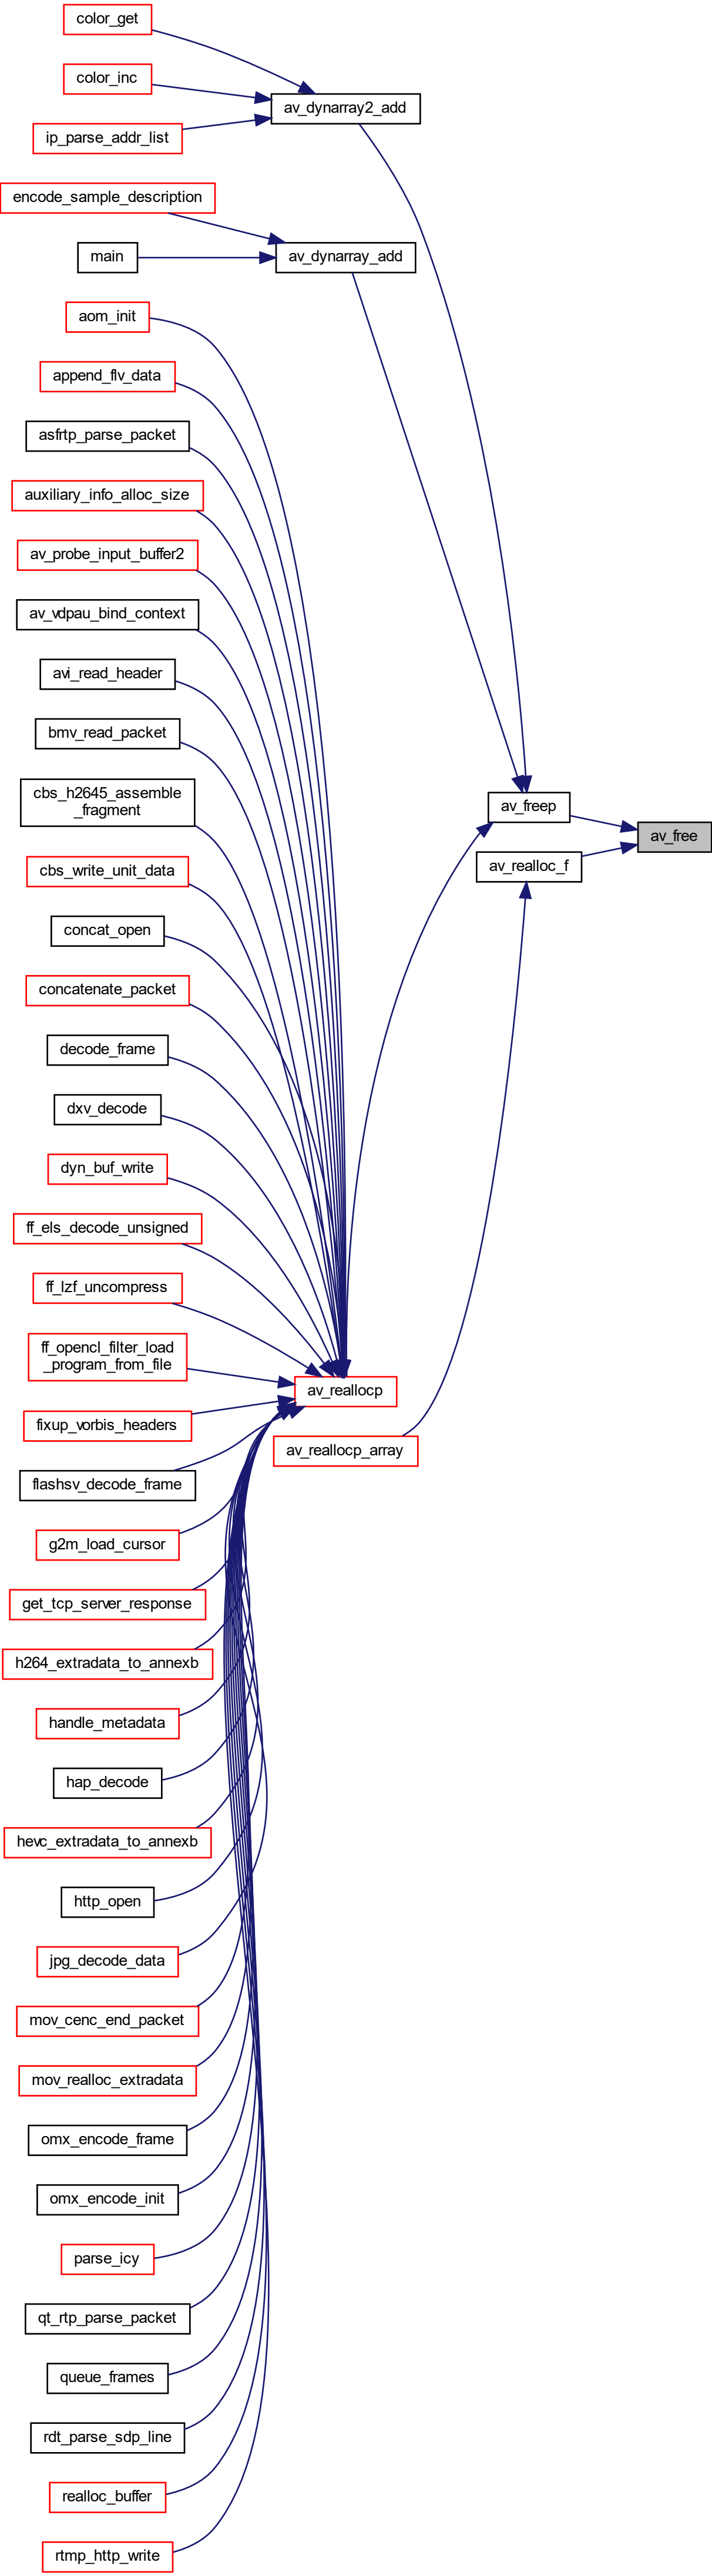 color_get
color_inc
av_dynarray2_add
ip_parse_addr_list
encode_sample_description
main
av_dynarray_add
aom_init
append_flv_data
asfrtp_parse_packet
auxiliary_info_alloc_size
av_probe_input_buffer2
av_vdpau_bind_context
avi_read_header
bmv_read_packet
cbs_h2645_assemble
_fragment
av_freep
av_free
av_realloc_f
cbs_write_unit_data
concat_open
concatenate_packet
decode_frame
dxv_decode
dyn_buf_write
ff_els_decode_unsigned
ff_lzf_uncompress
ff_opencl_filter_load
_program_from_file
av_reallocp
fixup_vorbis_headers
av_reallocp_array
flashsv_decode_frame
g2m_load_cursor
get_tcp_server_response
h264_extradata_to_annexb
handle_metadata
hap_decode
hevc_extradata_to_annexb
http_open
jpg_decode_data
mov_cenc_end_packet
mov_realloc_extradata
omx_encode_frame
omx_encode_init
parse_icy
qt_rtp_parse_packet
queue_frames
rdt_parse_sdp_line
realloc_buffer
rtmp_http_write